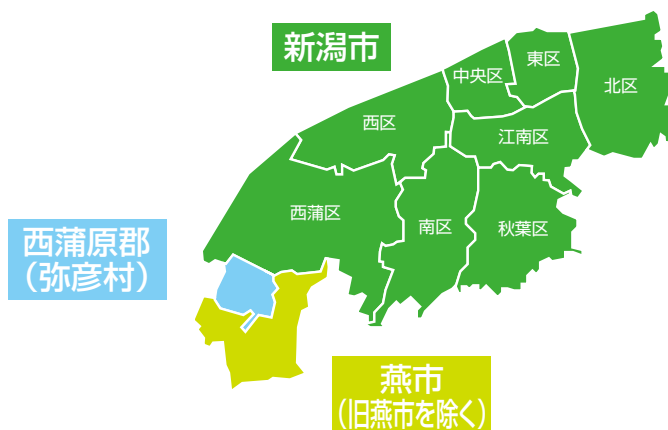 新潟市
東区
中央区
北区
西区
江南区
西蒲区
南区
秋葉区
西蒲原郡
（弥彦村）
燕市
（旧燕市を除く）